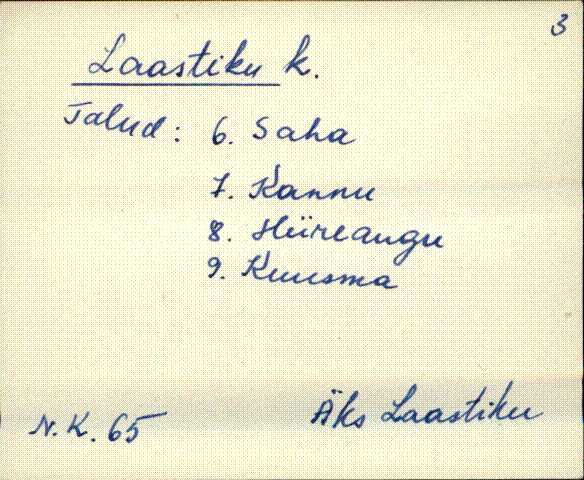 3
Laastiku k.
Talud: 6. Saha
7. Kannu
8. Hiireaugu
9. Kuusma
N. K. 65
Äks Laastiku